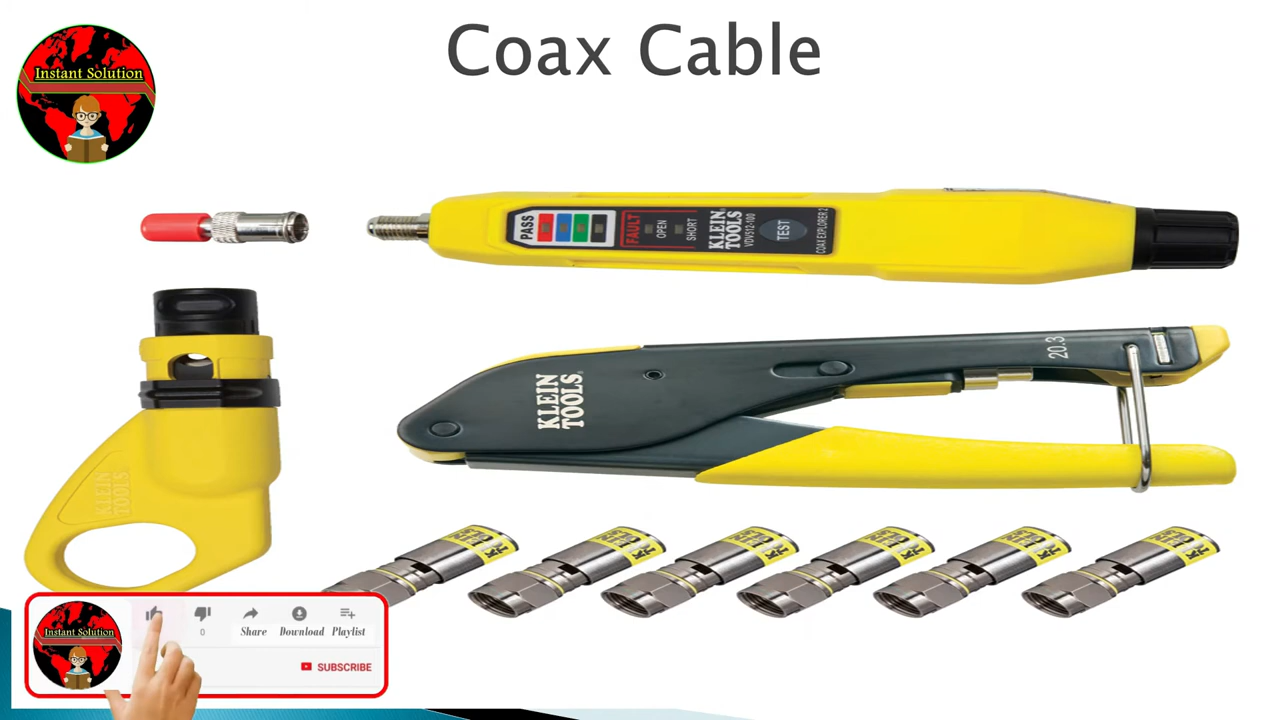 Coax Cable
Instant Solution
PASS
FAULT
OPEN
SHORT
KLEIN
TOOLS
VDV512-100
TEST
COAX EXPLORER 2
KLEIN
TOOLS
20.3
KLEIN
TOOLS
Instant Solution
0
Share
Download
Playlist
SUBSCRIBE